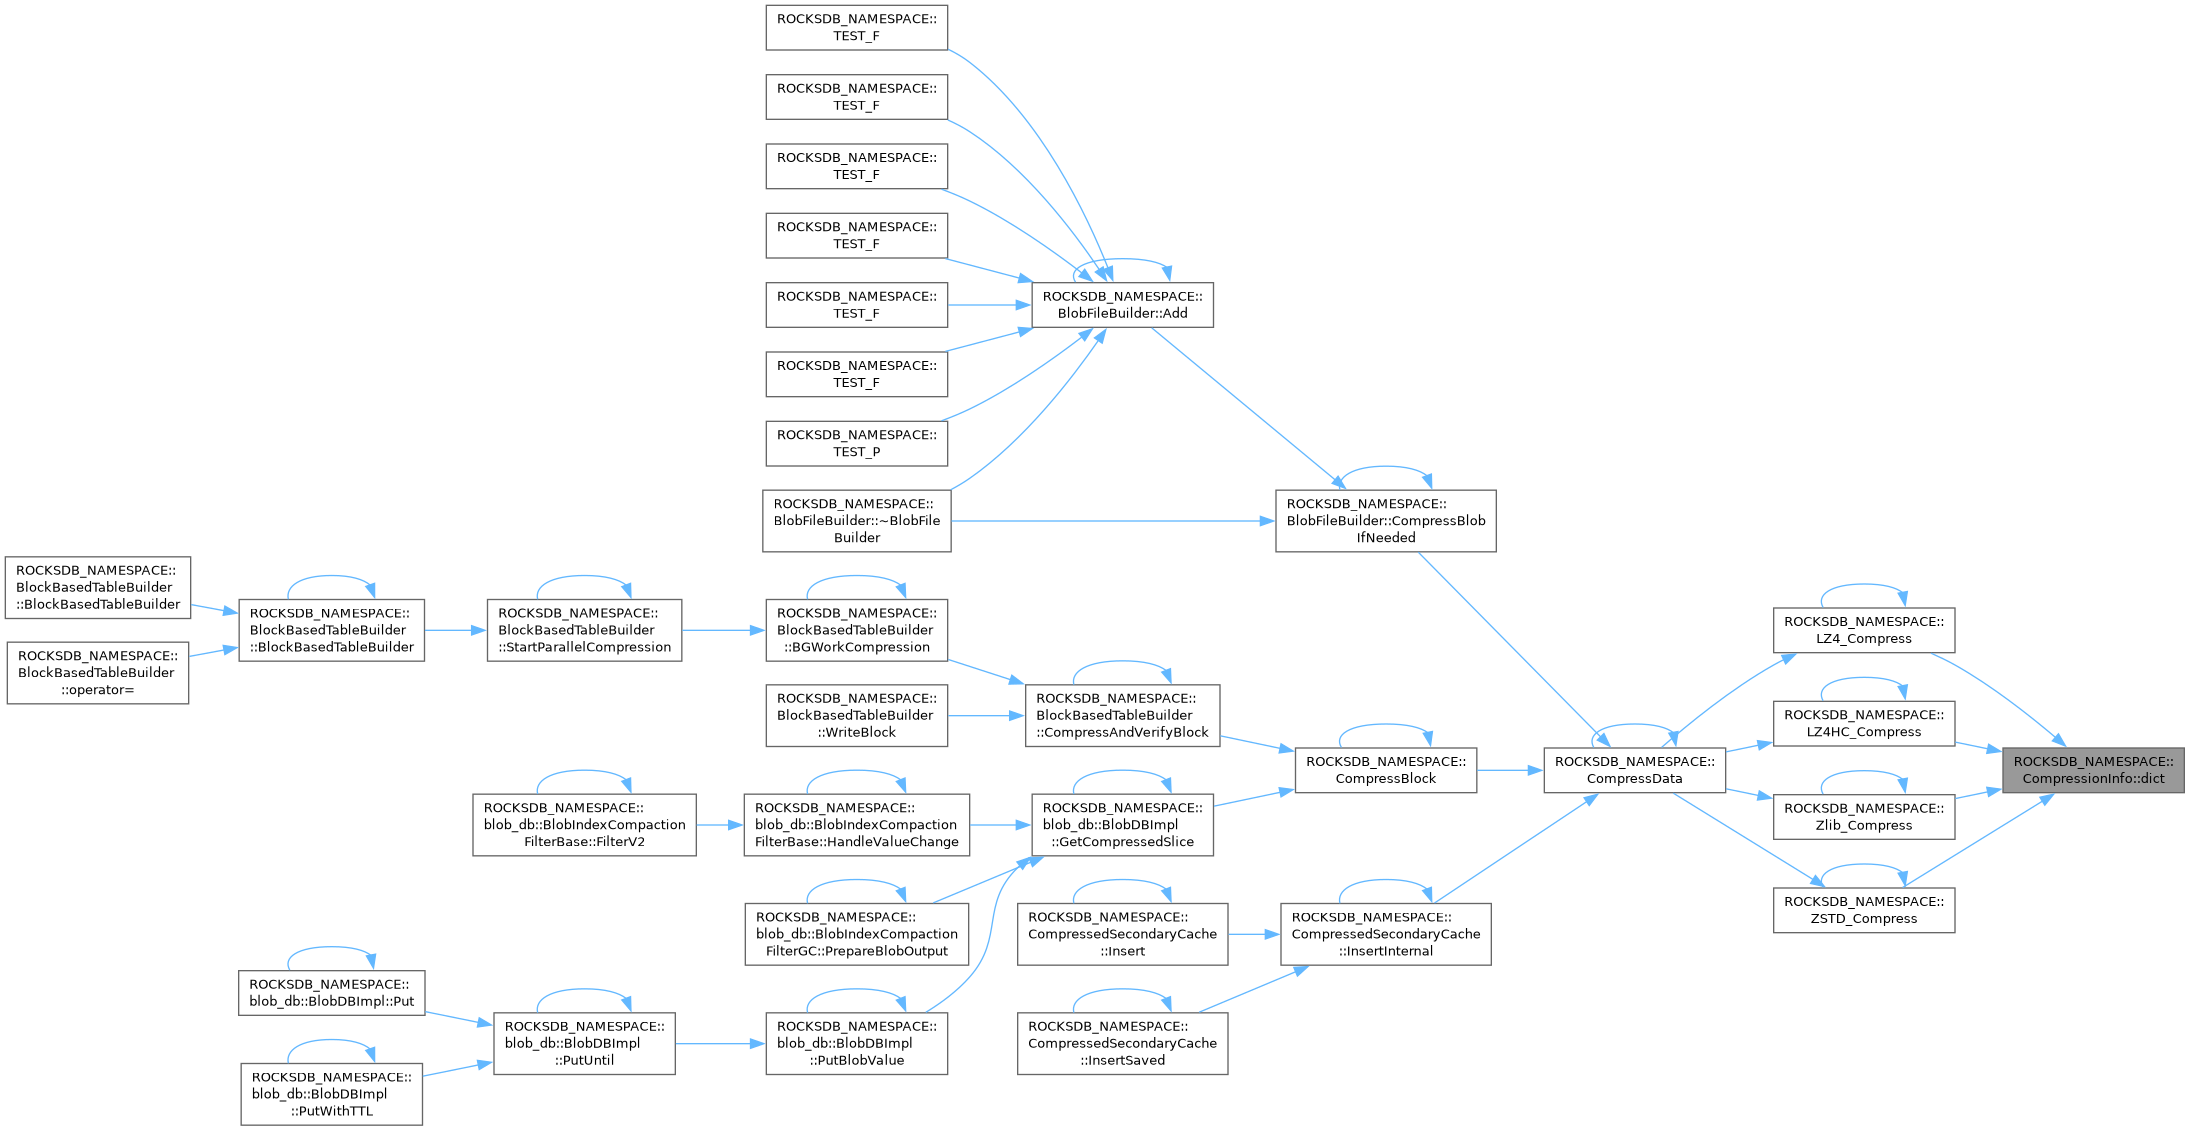 ROCKSDB_NAMESPACE::
TEST_F
ROCKSDB_NAMESPACE::
TEST_F
ROCKSDB_NAMESPACE::
TEST_F
ROCKSDB_NAMESPACE::
TEST_F
ROCKSDB_NAMESPACE::
TEST_F
ROCKSDB_NAMESPACE::
TEST_F
ROCKSDB_NAMESPACE::
TEST_P
ROCKSDB_NAMESPACE::
BlobFileBuilder::~BlobFile
Builder
ROCKSDB_NAMESPACE::
BlobFileBuilder::Add
ROCKSDB_NAMESPACE::
BlobFileBuilder::CompressBlob
IfNeeded
ROCKSDB_NAMESPACE::
BlockBasedTableBuilder
::BlockBasedTableBuilder
ROCKSDB_NAMESPACE::
BlockBasedTableBuilder
::operator=
ROCKSDB_NAMESPACE::
BlockBasedTableBuilder
::BlockBasedTableBuilder
ROCKSDB_NAMESPACE::
BlockBasedTableBuilder
::StartParallelCompression
ROCKSDB_NAMESPACE::
BlockBasedTableBuilder
::BGWorkCompression
ROCKSDB_NAMESPACE::
BlockBasedTableBuilder
::WriteBlock
ROCKSDB_NAMESPACE::
BlockBasedTableBuilder
::CompressAndVerifyBlock
ROCKSDB_NAMESPACE::
CompressBlock
ROCKSDB_NAMESPACE::
CompressData
ROCKSDB_NAMESPACE::
LZ4_Compress
ROCKSDB_NAMESPACE::
LZ4HC_Compress
ROCKSDB_NAMESPACE::
Zlib_Compress
ROCKSDB_NAMESPACE::
ZSTD_Compress
ROCKSDB_NAMESPACE::
CompressionInfo::dict
ROCKSDB_NAMESPACE::
blob_db::BlobIndexCompaction
FilterBase::FilterV2
ROCKSDB_NAMESPACE::
blob_db::BlobIndexCompaction
FilterBase::HandleValueChange
ROCKSDB_NAMESPACE::
blob_db::BlobDBImpl
::GetCompressedSlice
ROCKSDB_NAMESPACE::
blob_db::BlobIndexCompaction
FilterGC::PrepareBlobOutput
ROCKSDB_NAMESPACE::
CompressedSecondaryCache
::Insert
ROCKSDB_NAMESPACE::
CompressedSecondaryCache
::InsertInternal
ROCKSDB_NAMESPACE::
blob_db::BlobDBImpl::Put
ROCKSDB_NAMESPACE::
blob_db::BlobDBImpl
::PutWithTTL
ROCKSDB_NAMESPACE::
blob_db::BlobDBImpl
::PutUntil
ROCKSDB_NAMESPACE::
blob_db::BlobDBImpl
::PutBlobValue
ROCKSDB_NAMESPACE::
CompressedSecondaryCache
::InsertSaved